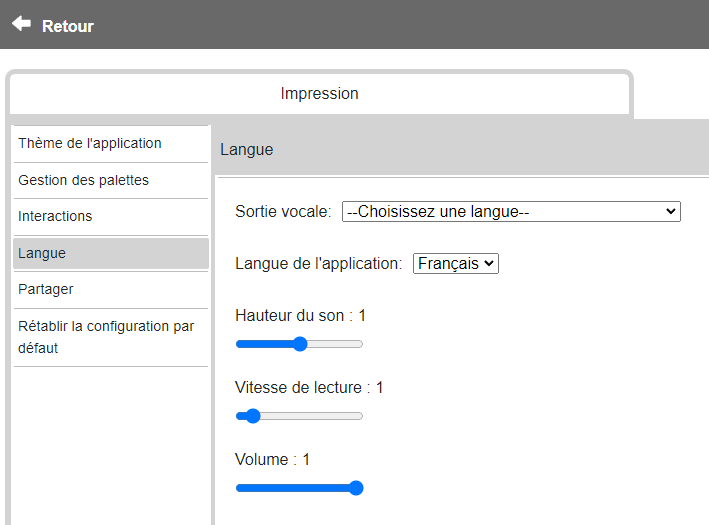 Retour
Impression
Thème de l'application
Gestion des palettes
Interactions
Langue
Partager
Rétablir la configuration par
défaut
Langue
Sortie vocale: --Choisissez une langue--
Langue de l'application: Français
Hauteur du son : 1
Vitesse de lecture : 1
Volume : 1